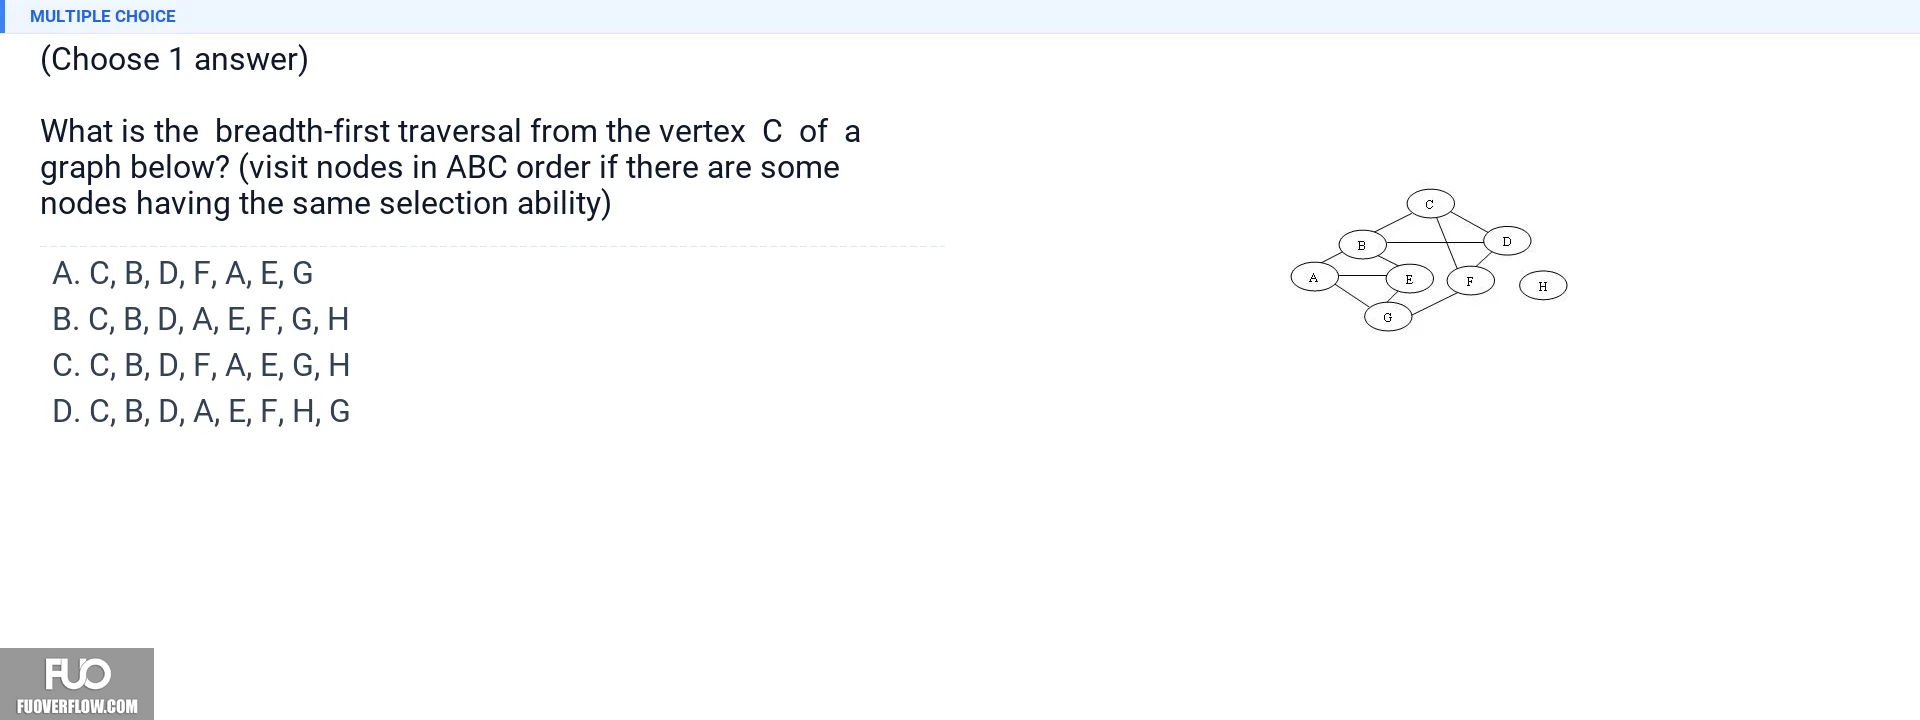 MULTIPLE CHOICE
(Choose 1 answer)
What is the breadth-first traversal from the vertex C of a
graph below? (visit nodes in ABC order if there are some
nodes having the same selection ability)
A. C, B, D, F, A, E, G
B. C, B, D, A, E, F, G, H
C. C, B, D, F, A, E, G, H
D. C, B, D, A, E, F, H, G
C
B
D
A
E
F
H
G
FUO
FUOVERFLOW.COM